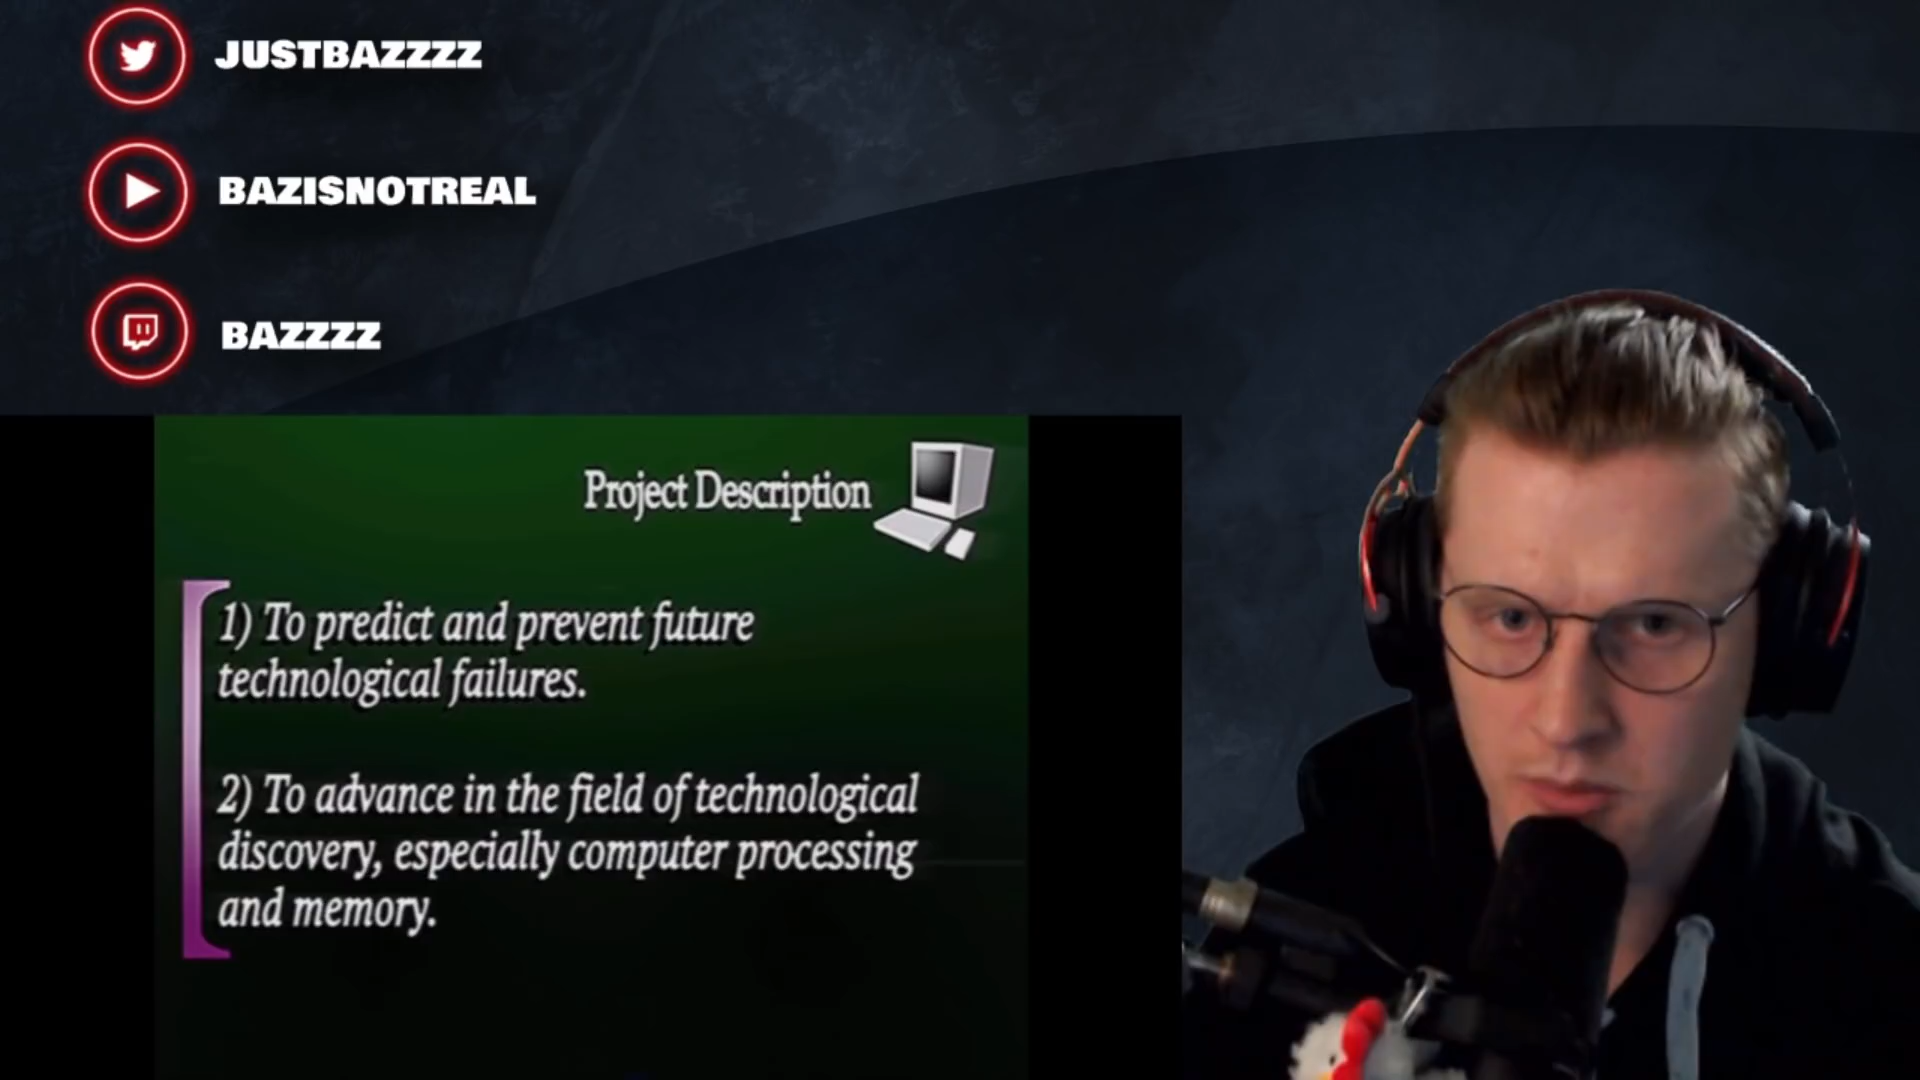 JUSTBAZZZZ
BAZISNOTREAL
BAZZZZ
Project Description
1) To predict and prevent future
technological failures.
2) To advance in the field of technological
discovery, especially computer processing
and memory.